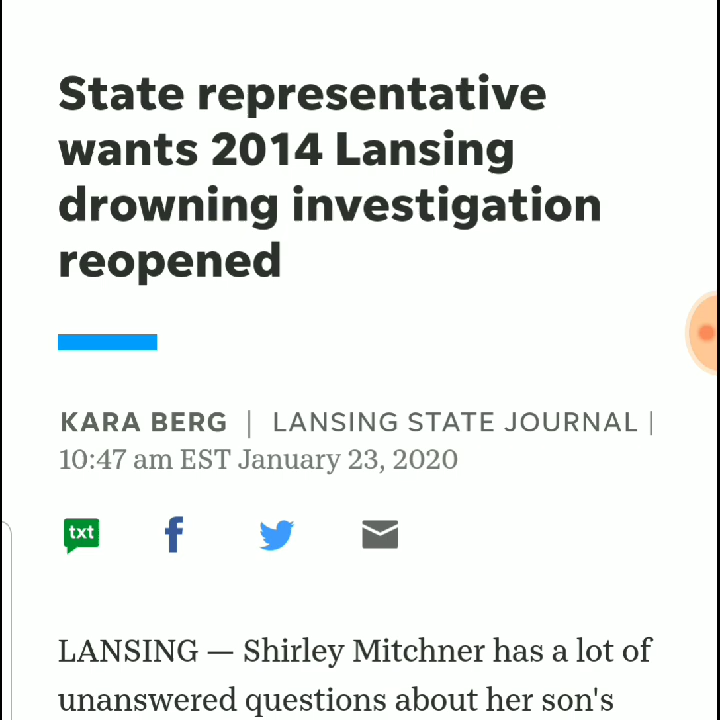 State representative
wants 2014 Lansing
drowning investigation
reopened
KARA BERG | LANSING STATE JOURNAL |
10:47 am EST January 23, 2020
txt
LANSING — Shirley Mitchner has a lot of
unanswered questions about her son's